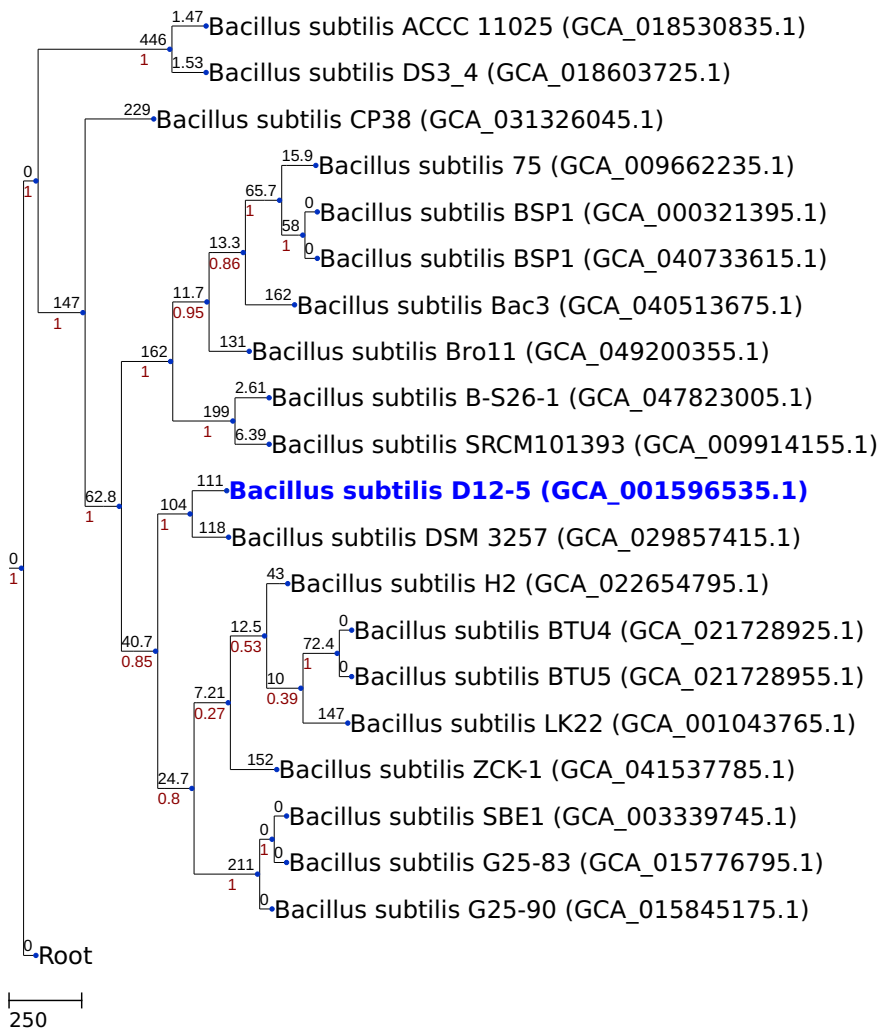 1.47
Bacillus subtilis ACCC 11025 (GCA_018530835.1)
446
1
1.53
Bacillus subtilis DS3_4 (GCA_018603725.1)
229
Bacillus subtilis CP38 (GCA_031326045.1)
15.9
Bacillus subtilis 75 (GCA_009662235.1)
0
1
65.7
1
0
Bacillus subtilis BSP1 (GCA_000321395.1)
58
1
13.3
0.86
0
Bacillus subtilis BSP1 (GCA_040733615.1)
11.7
0.95
162
Bacillus subtilis Bac3 (GCA_040513675.1)
147
1
162
1
131
Bacillus subtilis Bro11 (GCA_049200355.1)
2.61
Bacillus subtilis B-S26-1 (GCA_047823005.1)
199
1
6.39
Bacillus subtilis SRCM101393 (GCA_009914155.1)
62.8
1
111
Bacillus subtilis D12-5 (GCA_001596535.1)
104
1
118
Bacillus subtilis DSM 3257 (GCA_029857415.1)
0
1
43
Bacillus subtilis H2 (GCA_022654795.1)
40.7
0.85
12.5
0.53
0
Bacillus subtilis BTU4 (GCA_021728925.1)
72.4
1
0
Bacillus subtilis BTU5 (GCA_021728955.1)
7.21
0.27
10
0.39
147
Bacillus subtilis LK22 (GCA_001043765.1)
152
Bacillus subtilis ZCK-1 (GCA_041537785.1)
24.7
0.8
0
Bacillus subtilis SBE1 (GCA_003339745.1)
0
1
0
Bacillus subtilis G25-83 (GCA_015776795.1)
211
1
0
Bacillus subtilis G25-90 (GCA_015845175.1)
0
Root
250